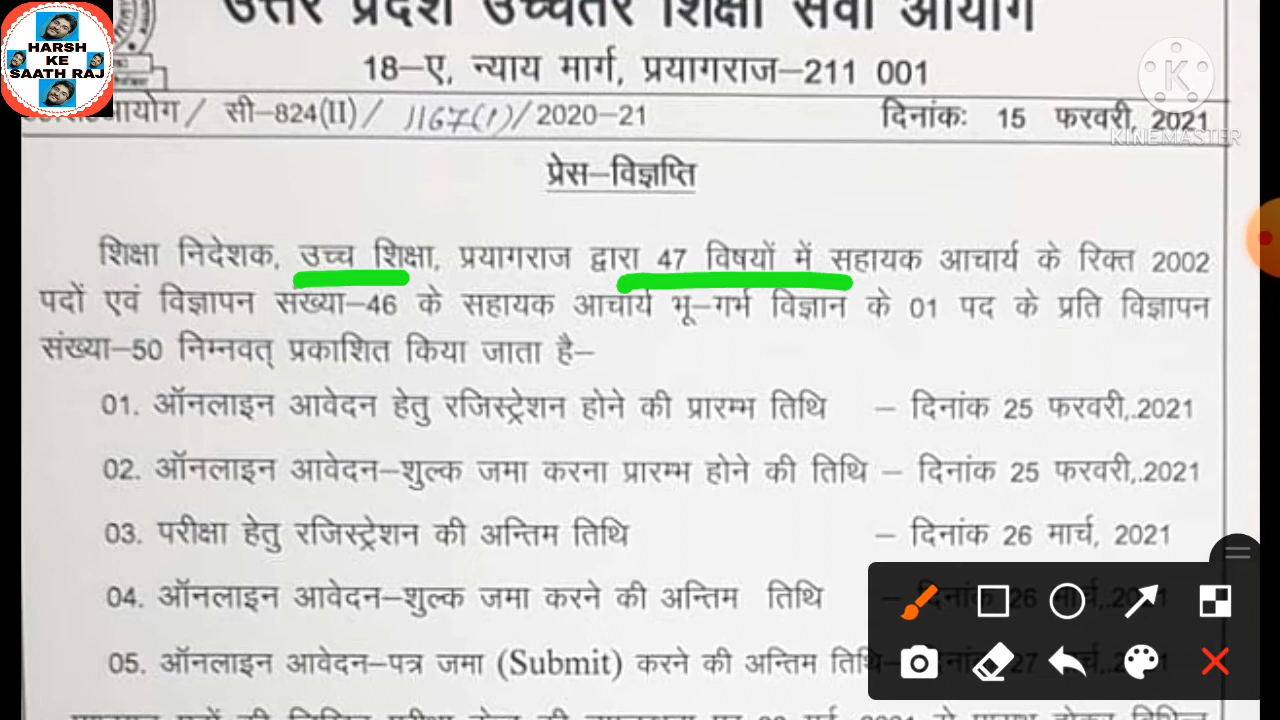 उत्तर प्रदेश उच्चतर शिक्षा सेवा आयोग
HARSH
KE
SAATH RAJ
18–ए, न्याय मार्ग, प्रयागराज–211 001
K
KINEMASTER
आयोग / सी–824(II) / 1167(1) / 2020–21 दिनांकः 15 फरवरी, 2021
प्रेस–विज्ञप्ति
शिक्षा निदेशक, उच्च शिक्षा, प्रयागराज द्वारा 47 विषयों में सहायक आचार्य के रिक्त 2002
पदों एवं विज्ञापन संख्या–46 के सहायक आचार्य भू–गर्भ विज्ञान के 01 पद के प्रति विज्ञापन
संख्या–50 निम्नवत् प्रकाशित किया जाता है–
01. ऑनलाइन आवेदन हेतु रजिस्ट्रेशन होने की प्रारम्भ तिथि – दिनांक 25 फरवरी,.2021
02. ऑनलाइन आवेदन–शुल्क जमा करना प्रारम्भ होने की तिथि – दिनांक 25 फरवरी,.2021
03. परीक्षा हेतु रजिस्ट्रेशन की अन्तिम तिथि – दिनांक 26 मार्च, 2021
04. ऑनलाइन आवेदन–शुल्क जमा करने की अन्तिम तिथि – दिनांक 26 मार्च,.2021
05. ऑनलाइन आवेदन–पत्र जमा (Submit) करने की अन्तिम तिथि– दिनांक 27 मार्च,.2021